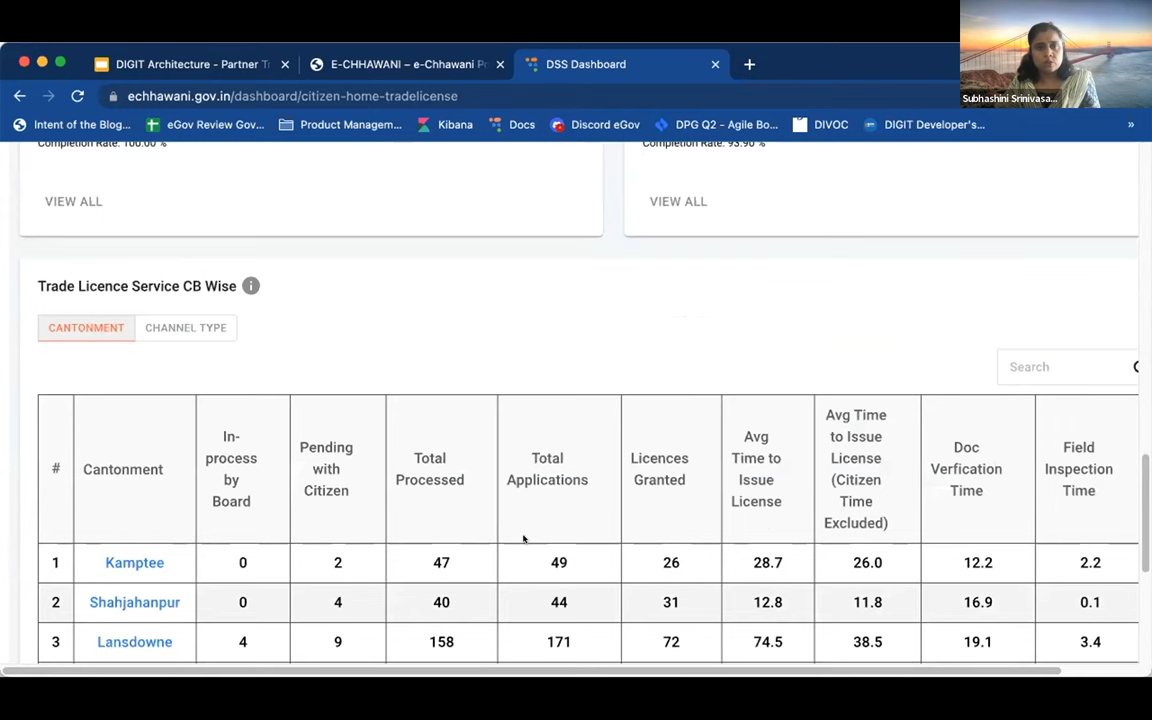 DIGIT Architecture - Partner Tr
E-CHHAWANI – e-Chhawani Po
DSS Dashboard
echhawani.gov.in/dashboard/citizen-home-tradelicense
Subhashini Srinivasa...
Intent of the Blog...
eGov Review Gov...
Product Managem...
Kibana
Docs
Discord eGov
DPG Q2 - Agile Bo...
DIVOC
DIGIT Developer's...
»
Completion Rate: 100.00 %
Completion Rate: 93.90 %
VIEW ALL
VIEW ALL
Trade Licence Service CB Wise
CANTONMENT CHANNEL TYPE
Search
# Cantonment In-process by Board Pending with Citizen Total Processed Total Applications Licences Granted Avg Time to Issue License Avg Time to Issue License (Citizen Time Excluded) Doc Verfication Time Field Inspection Time
1 Kamptee 0 2 47 49 26 28.7 26.0 12.2 2.2
2 Shahjahanpur 0 4 40 44 31 12.8 11.8 16.9 0.1
3 Lansdowne 4 9 158 171 72 74.5 38.5 19.1 3.4